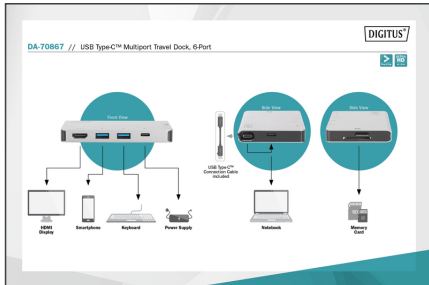 DIGITUS®
DA-70867 // USB Type-C™ Multiport Travel Dock, 6-Port
HD
Front View
Side View
Side View
USB Type-C™
Connection Cable
included
HDMI
Display
Smartphone
Keyboard
Power Supply
Notebook
Memory
Card